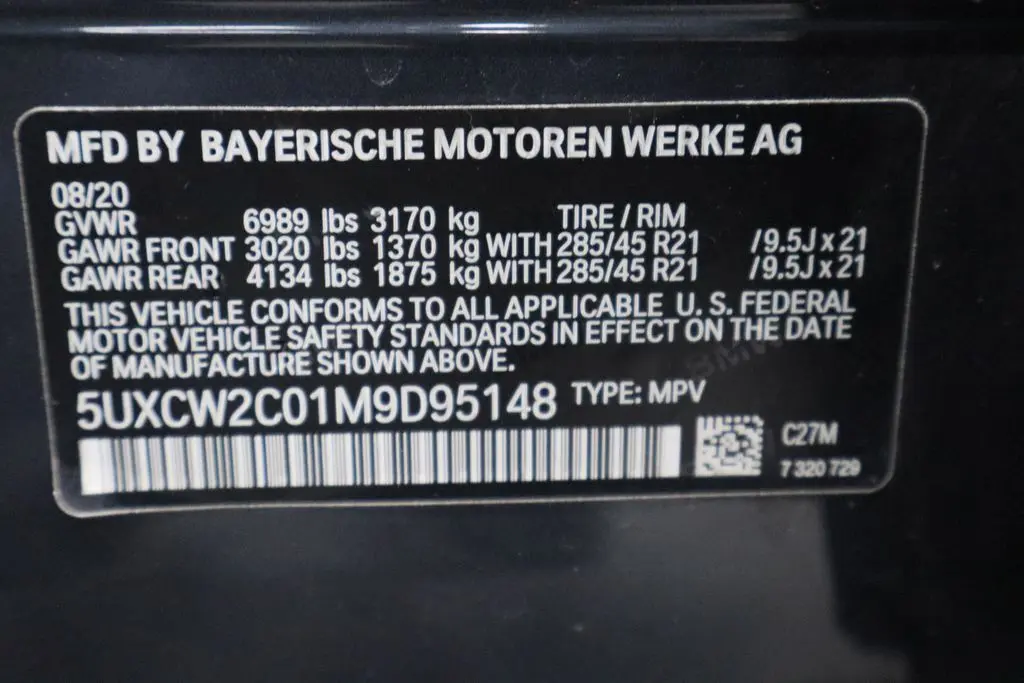 MFD BY BAYERISCHE MOTOREN WERKE AG
08/20
GVWR 6989 lbs 3170 kg TIRE / RIM
GAWR FRONT 3020 lbs 1370 kg WITH 285/45 R21 /9.5J x 21
GAWR REAR 4134 lbs 1875 kg WITH 285/45 R21 /9.5J x 21
THIS VEHICLE CONFORMS TO ALL APPLICABLE U. S. FEDERAL
MOTOR VEHICLE SAFETY STANDARDS IN EFFECT ON THE DATE
OF MANUFACTURE SHOWN ABOVE.
BMW
5UXCW2C01M9D95148 TYPE: MPV
C27M
7 320 729